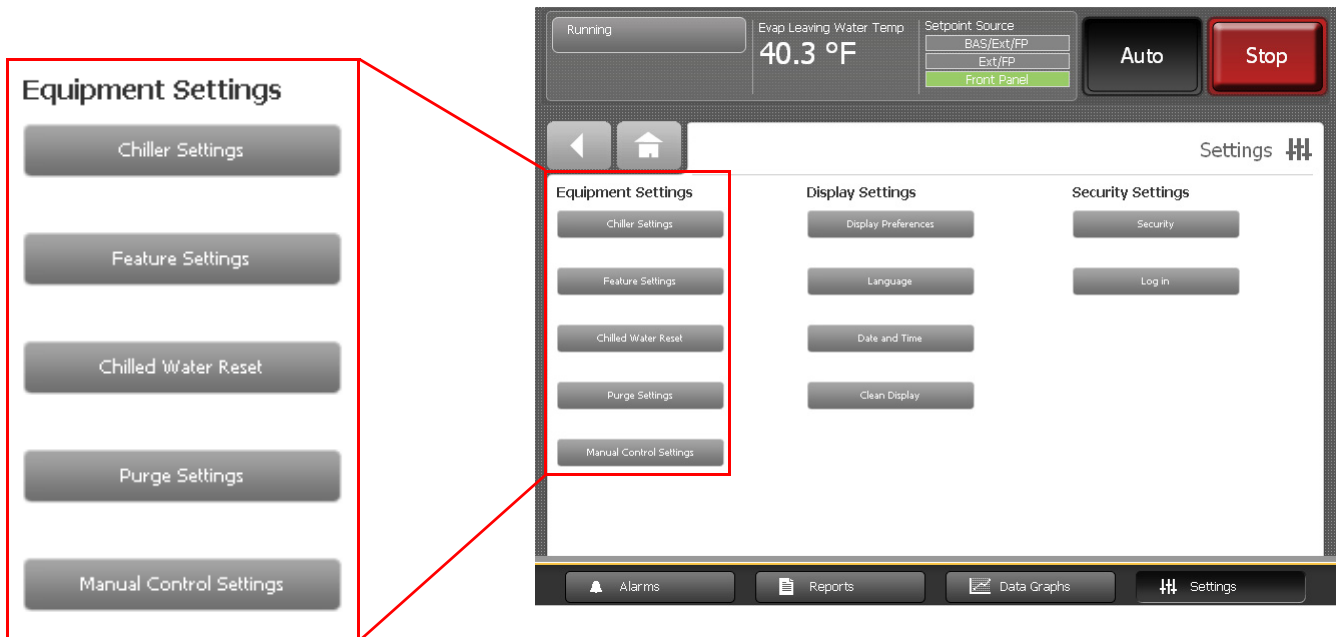 Equipment Settings
Chiller Settings
Feature Settings
Chilled Water Reset
Purge Settings
Manual Control Settings
Running
Evap Leaving Water Temp
40.3 °F
Setpoint Source
BAS/Ext/FP
Ext/FP
Front Panel
Auto
Stop
Settings
Equipment Settings
Chiller Settings
Feature Settings
Chilled Water Reset
Purge Settings
Manual Control Settings
Display Settings
Display Preferences
Language
Date and Time
Clean Display
Security Settings
Security
Log in
Alarms
Reports
Data Graphs
Settings